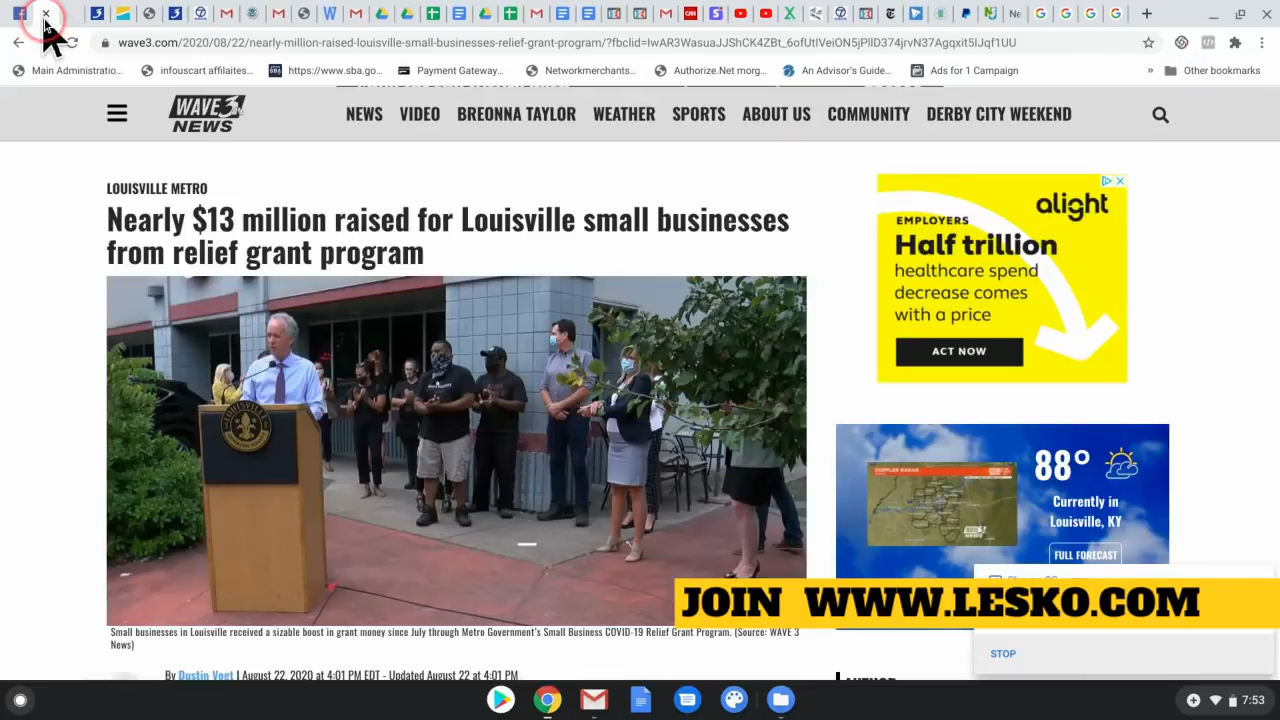 wave3.com/2020/08/22/nearly-million-raised-louisville-small-businesses-relief-grant-program/?fbclid=IwAR3WasuaJJShCK4ZBt_6ofUtIVeiON5jPlID374jrvN37Agqxit5IJqf1UU
Main Administratio...
infouscart affilaites...
https://www.sba.go...
Payment Gateway...
Networkmerchants...
Authorize.Net morg...
An Advisor's Guide...
Ads for 1 Campaign
Other bookmarks
WAVE 3
NEWS
NEWS VIDEO BREONNA TAYLOR WEATHER SPORTS ABOUT US COMMUNITY DERBY CITY WEEKEND
LOUISVILLE METRO
Nearly $13 million raised for Louisville small businesses
from relief grant program
alight
EMPLOYERS
Half trillion
healthcare spend
decrease comes
with a price
ACT NOW
LOUISVILLE
88°
Currently in
Louisville, KY
FULL FORECAST
JOIN WWW.LESKO.COM
Small businesses in Louisville received a sizable boost in grant money since July through Metro Government's Small Business COVID-19 Relief Grant Program. (Source: WAVE 3
News)
STOP
By Dustin Vogt | August 22, 2020 at 4:01 PM EDT - Updated August 22 at 4:01 PM
7:53